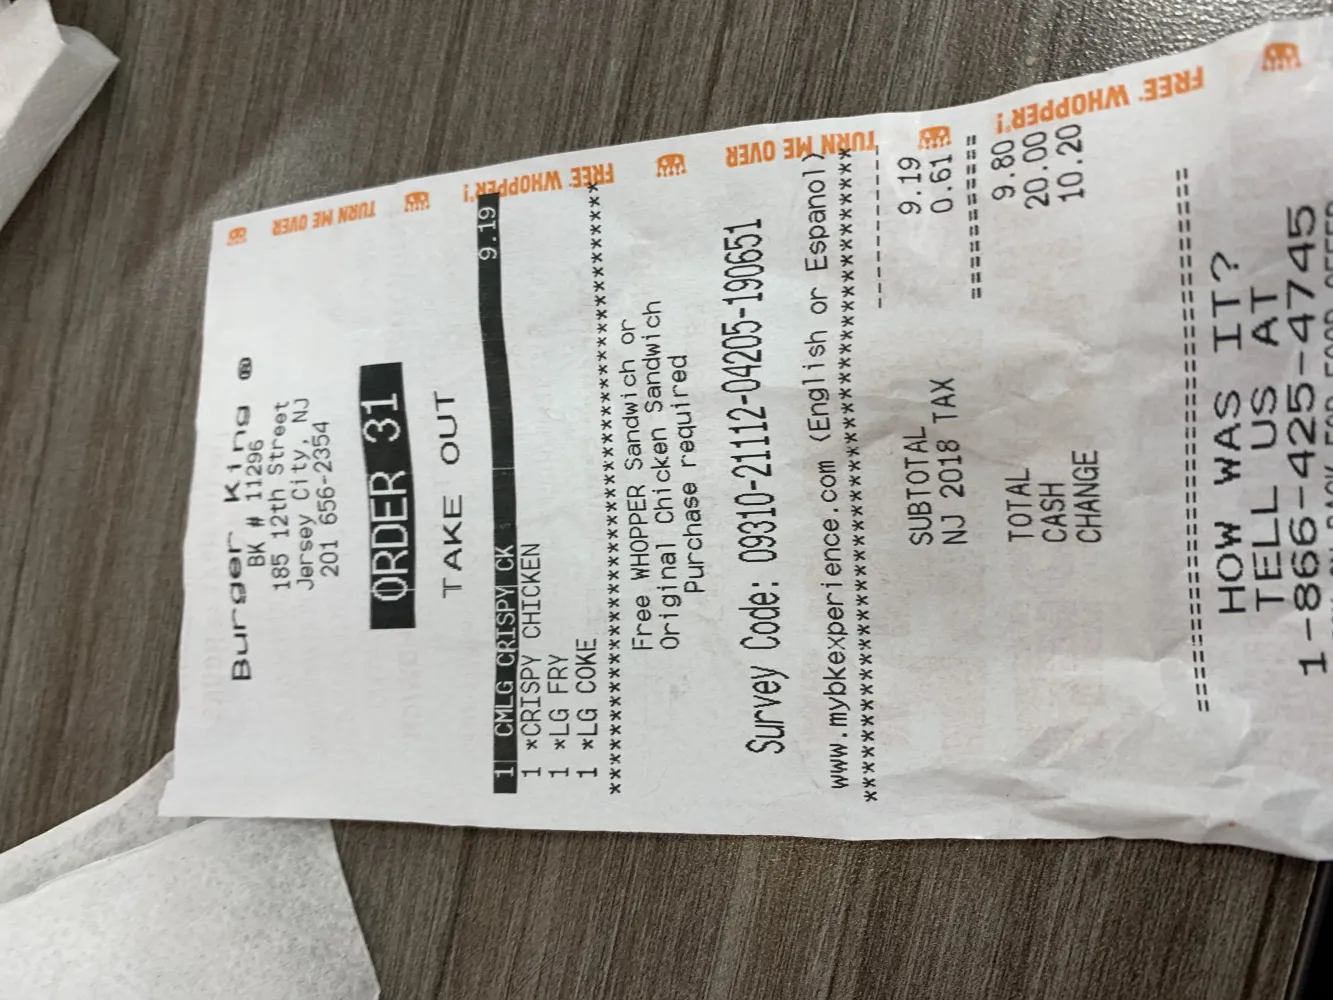 Burger King ®
BK # 11296
185 12th Street
Jersey City, NJ
201 656-2354
ORDER 31
TAKE OUT
1 CMLG CRISPY CK 9.19
1 *CRISPY CHICKEN
1 *LG FRY
1 *LG COKE
****************************************
Free WHOPPER Sandwich or
Original Chicken Sandwich
Purchase required
Survey Code: 09310-21112-04205-190651
www.mybkexperience.com (English or Espanol)
****************************************
SUBTOTAL 9.19
NJ 2018 TAX 0.61
TOTAL 9.80
CASH 20.00
CHANGE 10.20
HOW WAS IT?
TELL US AT
1-866-425-4745
TURN ME OVER
FREE WHOPPER®!
TURN ME OVER
FREE WHOPPER®!